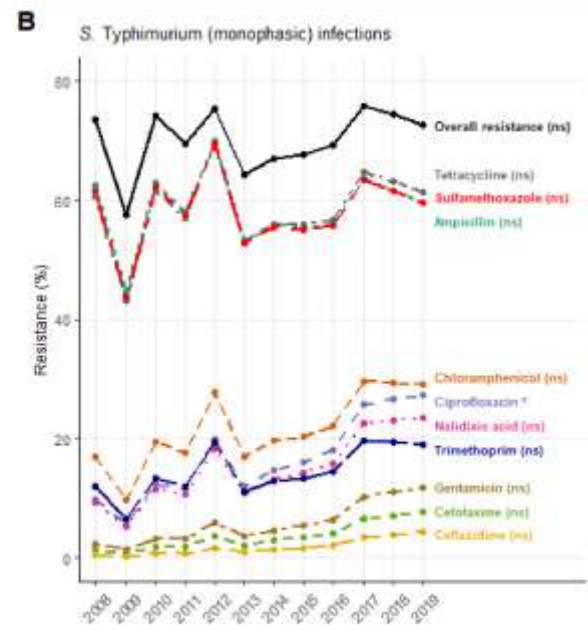 B
S. Typhimurium (monophasic) infections
80
60
40
20
0
Resistance (%)
Overall resistance (ns)
Tetracycline (ns)
Sulfamethoxazole (ns)
Ampicillin (ns)
Chloramphenicol (ns)
Ciprofloxacin *
Nalidixic acid (ns)
Trimethoprim (ns)
Gentamicin (ns)
Cefotaxime (ns)
Ceftazidime (ns)
2008
2009
2010
2011
2012
2013
2014
2015
2016
2017
2018
2019